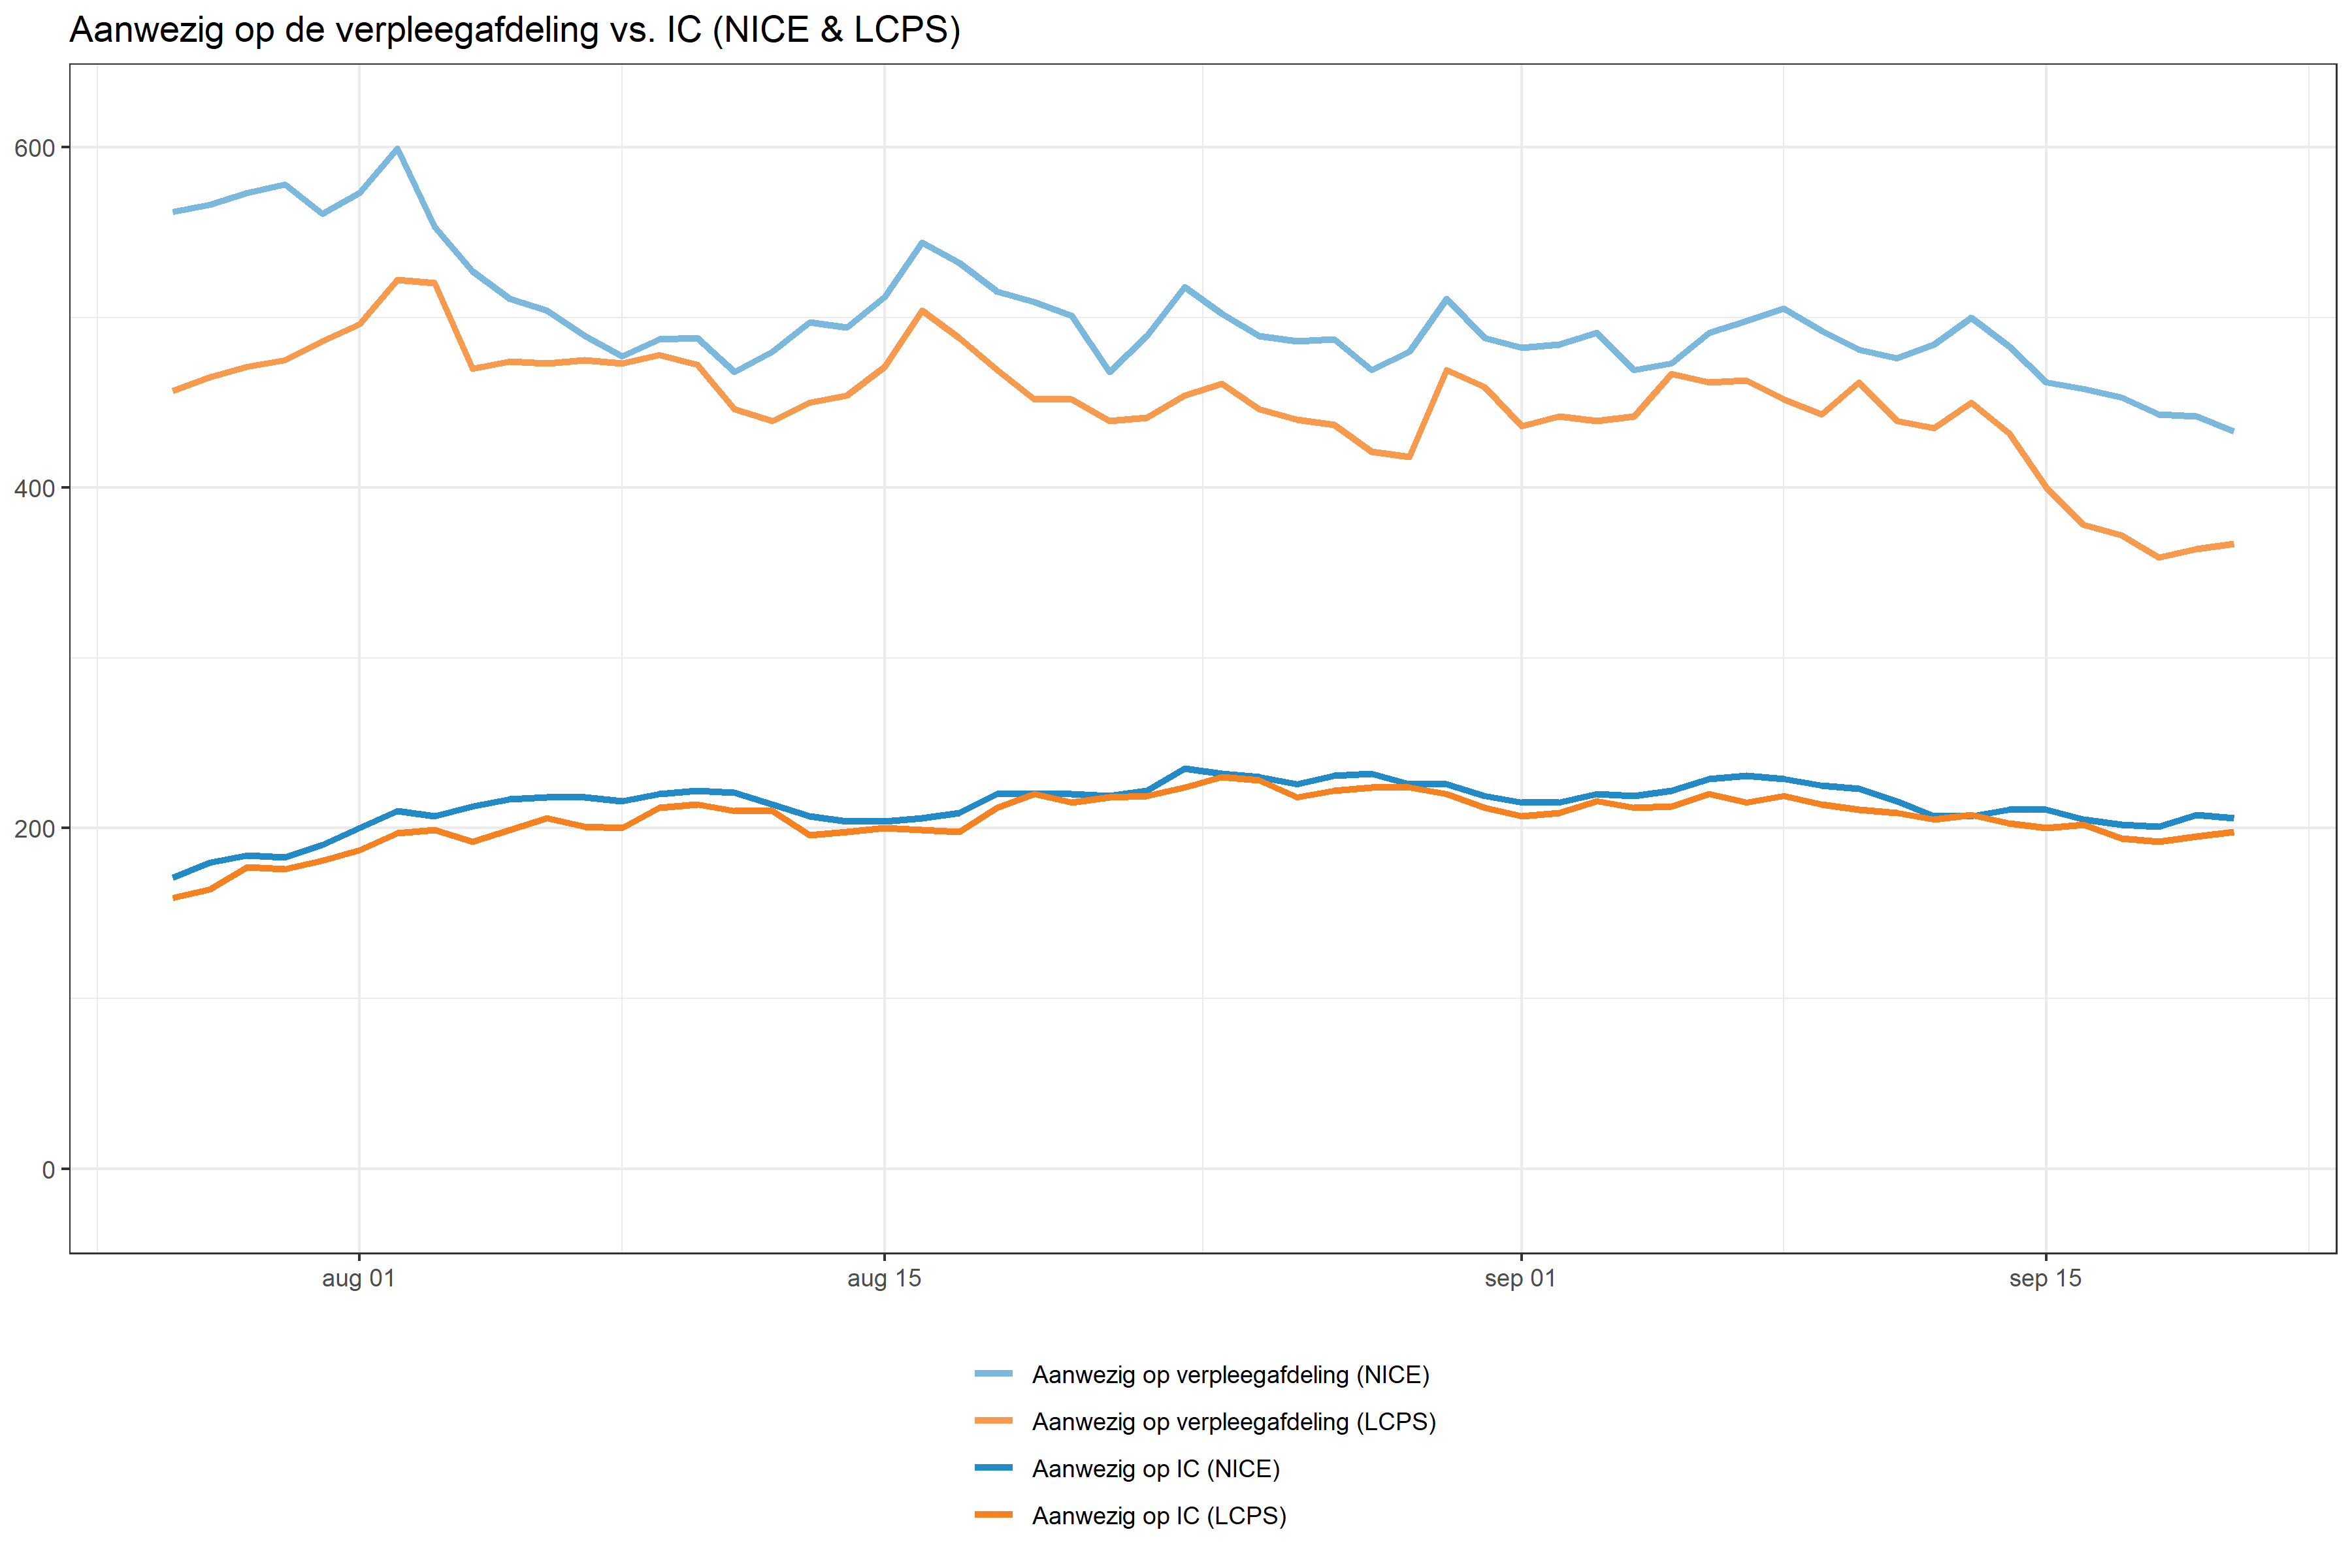 Aanwezig op de verpleegafdeling vs. IC (NICE & LCPS)
600
400
200
0
aug 01
aug 15
sep 01
sep 15
Aanwezig op verpleegafdeling (NICE)
Aanwezig op verpleegafdeling (LCPS)
Aanwezig op IC (NICE)
Aanwezig op IC (LCPS)